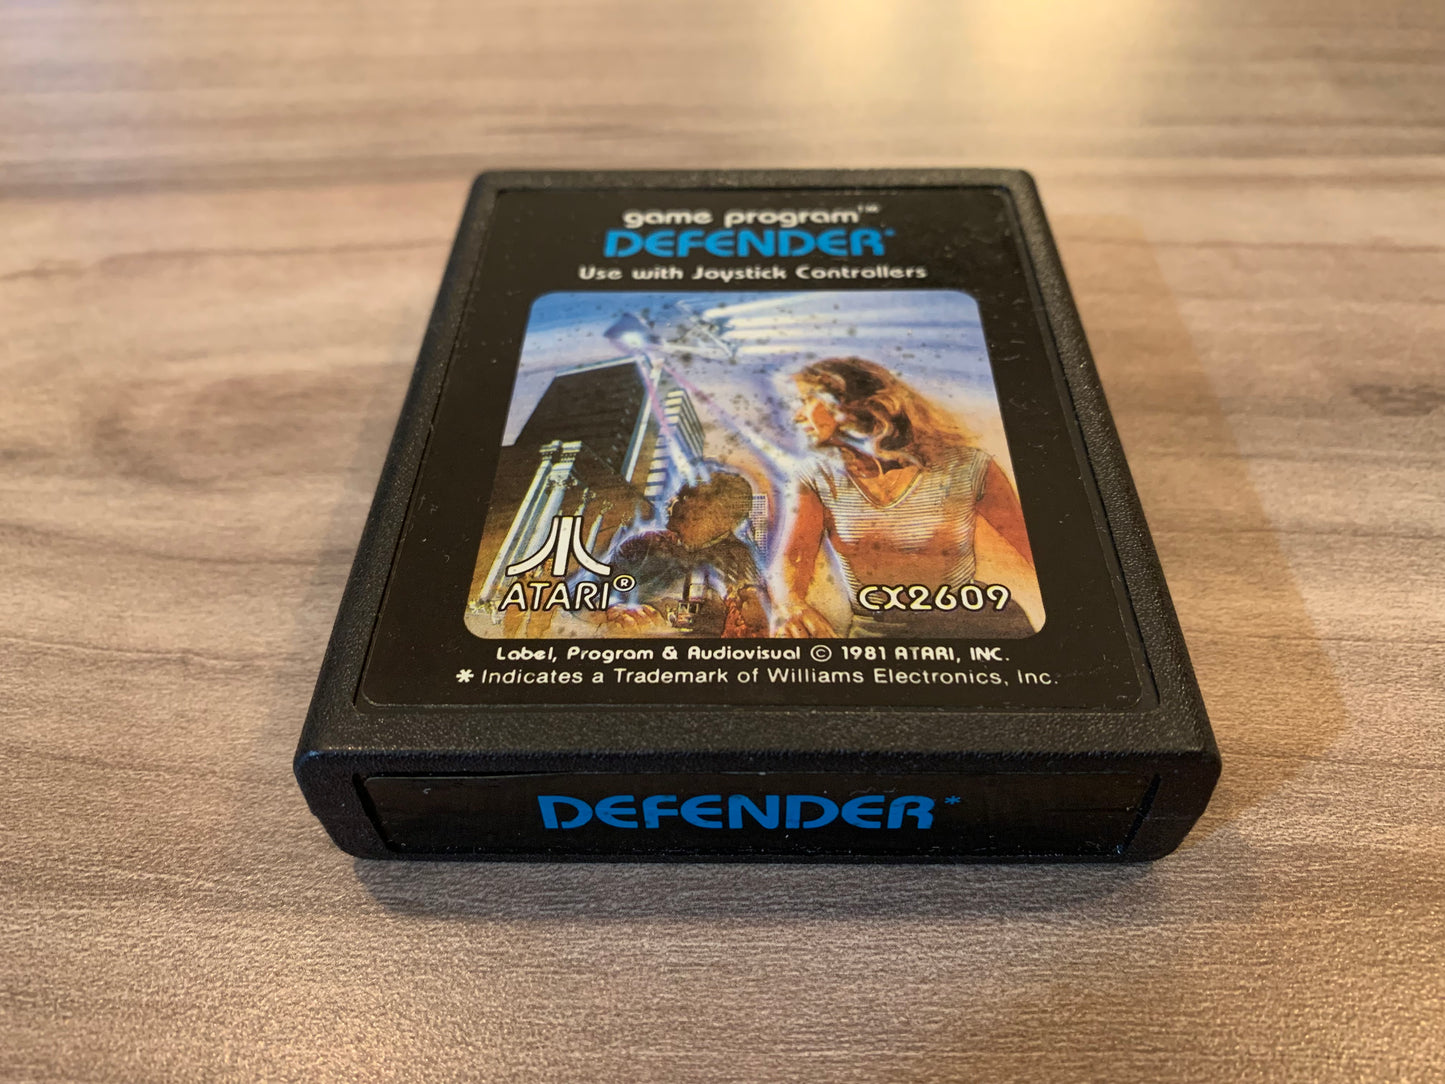 game program™
DEFENDER*
Use with Joystick Controllers
ATARI®
CX2609
Label, Program & Audiovisual © 1981 ATARI, INC.
* Indicates a Trademark of Williams Electronics, Inc.
DEFENDER*